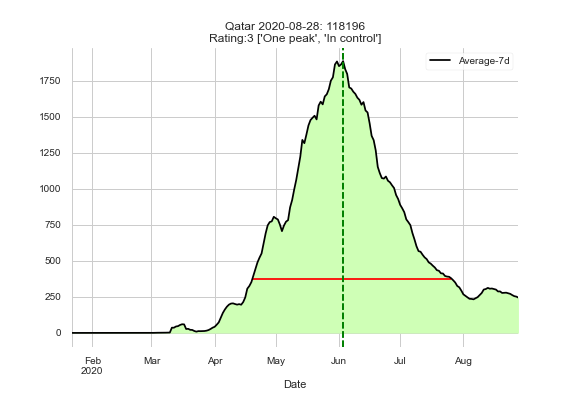 Qatar 2020-08-28: 118196
Rating:3 ['One peak', 'In control']
Average-7d
1750
1500
1250
1000
750
500
250
0
Feb
2020
Mar
Apr
May
Jun
Jul
Aug
Date